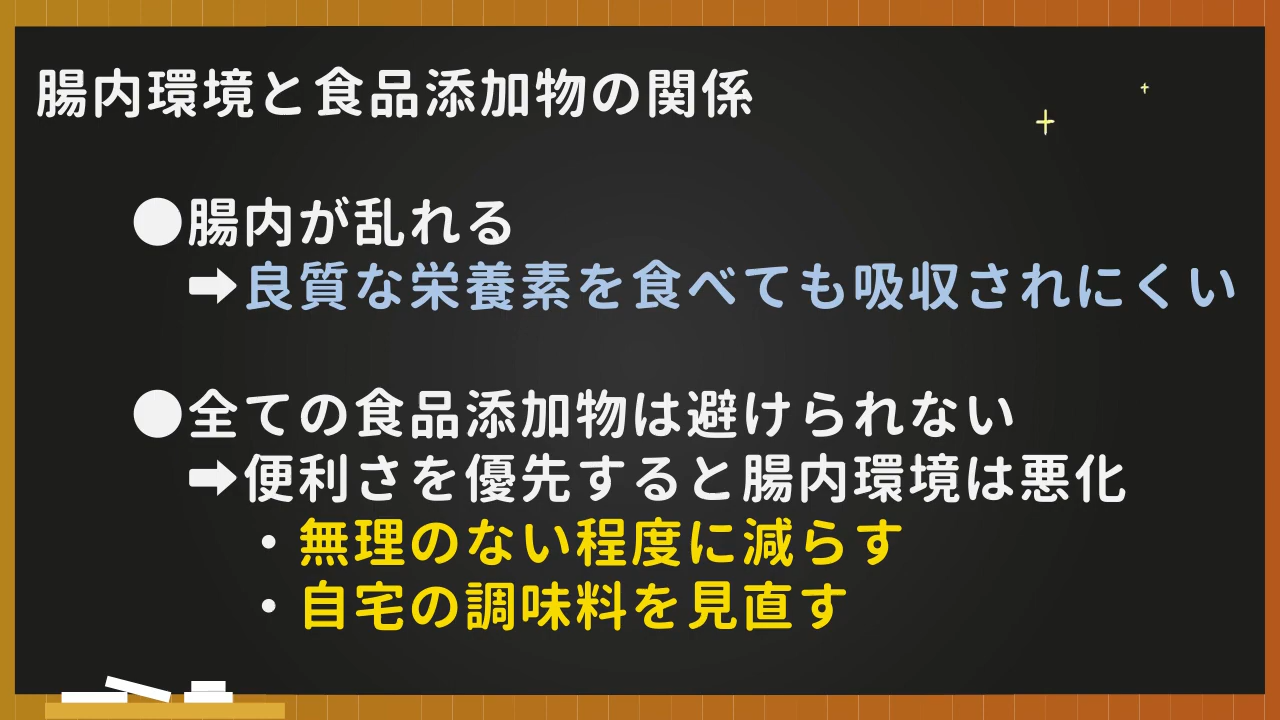 腸内環境と食品添加物の関係
●腸内が乱れる
➡良質な栄養素を食べても吸収されにくい
●全ての食品添加物は避けられない
➡便利さを優先すると腸内環境は悪化
・無理のない程度に減らす
・自宅の調味料を見直す